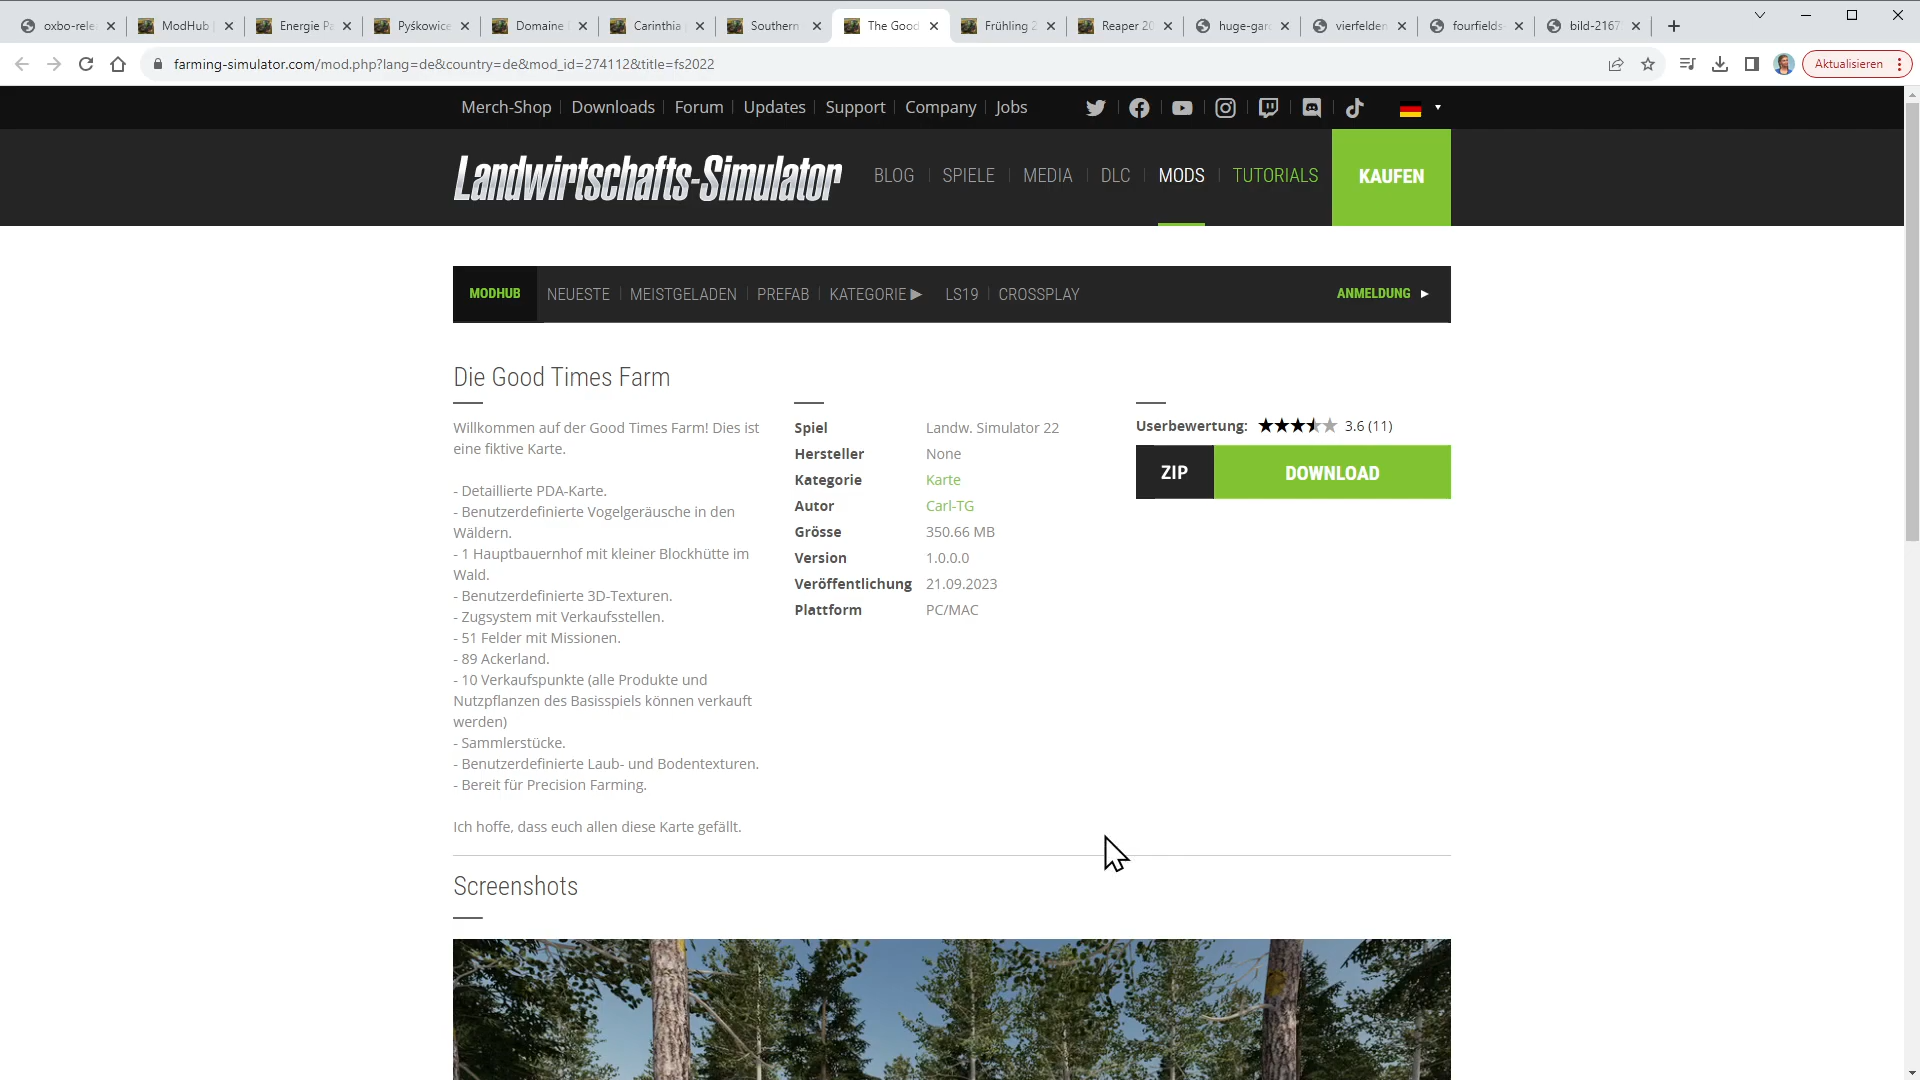 oxbo-rele
ModHub
Energie Pa
Pyśkowice
Domaine
Carinthia
Southern
The Good
Frühling 2
Reaper 20
huge-gard
vierfelden
fourfields-
bild-2167
farming-simulator.com/mod.php?lang=de&country=de&mod_id=274112&title=fs2022
Aktualisieren
Merch-Shop
Downloads
Forum
Updates
Support
Company
Jobs
Landwirtschafts-Simulator
BLOG
SPIELE
MEDIA
DLC
MODS
TUTORIALS
KAUFEN
MODHUB
NEUESTE
MEISTGELADEN
PREFAB
KATEGORIE ▶
LS19
CROSSPLAY
ANMELDUNG ▶
Die Good Times Farm
Willkommen auf der Good Times Farm! Dies ist
eine fiktive Karte.
- Detaillierte PDA-Karte.
- Benutzerdefinierte Vogelgeräusche in den
Wäldern.
- 1 Hauptbauernhof mit kleiner Blockhütte im
Wald.
- Benutzerdefinierte 3D-Texturen.
- Zugsystem mit Verkaufsstellen.
- 51 Felder mit Missionen.
- 89 Ackerland.
- 10 Verkaufspunkte (alle Produkte und
Nutzpflanzen des Basisspiels können verkauft
werden)
- Sammlerstücke.
- Benutzerdefinierte Laub- und Bodentexturen.
- Bereit für Precision Farming.
Ich hoffe, dass euch allen diese Karte gefällt.
Spiel Landw. Simulator 22
Hersteller None
Kategorie Karte
Autor Carl-TG
Grösse 350.66 MB
Version 1.0.0.0
Veröffentlichung 21.09.2023
Plattform PC/MAC
Userbewertung: 3.6 (11)
ZIP DOWNLOAD
Screenshots